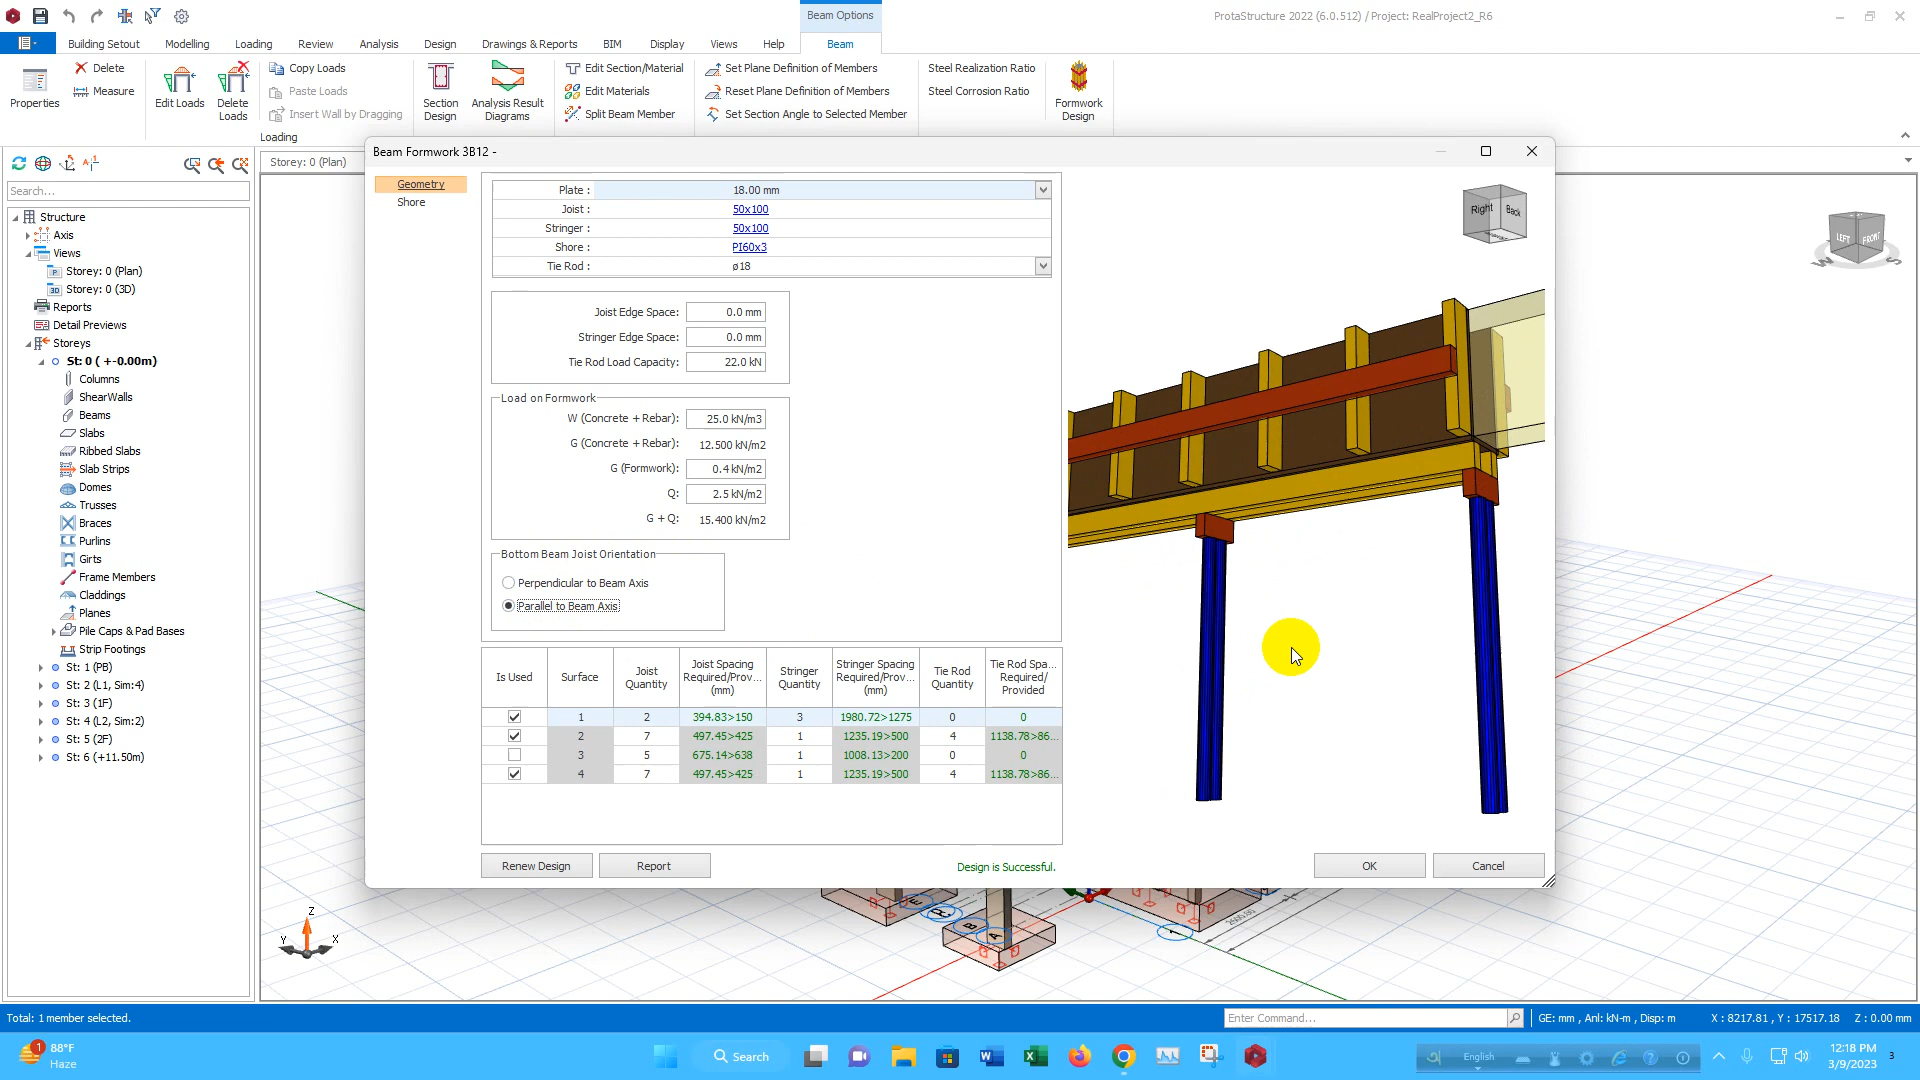 Beam Options
ProtaStructure 2022 (6.0.512) / Project: RealProject2_R6
Building Setout
Modelling
Loading
Review
Analysis
Design
Drawings & Reports
BIM
Display
Views
Help
Beam
Properties
Delete
Measure
Edit Loads
Delete Loads
Copy Loads
Paste Loads
Insert Wall by Dragging
Loading
Section Design
Analysis Result Diagrams
Edit Section/Material
Edit Materials
Split Beam Member
Set Plane Definition of Members
Reset Plane Definition of Members
Set Section Angle to Selected Member
Steel Realization Ratio
Steel Corrosion Ratio
Formwork Design
Search...
Structure
Axis
Views
Storey: 0 (Plan)
Storey: 0 (3D)
Reports
Detail Previews
Storeys
St: 0 ( +-0.00m)
Columns
ShearWalls
Beams
Slabs
Ribbed Slabs
Slab Strips
Domes
Trusses
Braces
Purlins
Girts
Frame Members
Claddings
Planes
Pile Caps & Pad Bases
Strip Footings
St: 1 (PB)
St: 2 (L1, Sim:4)
St: 3 (1F)
St: 4 (L2, Sim:2)
St: 5 (2F)
St: 6 (+11.50m)
Storey: 0 (Plan)
Beam Formwork 3B12 -
Geometry
Shore
Plate : 18.00 mm
Joist : 50x100
Stringer : 50x100
Shore : PI60x3
Tie Rod : ø18
Joist Edge Space: 0.0 mm
Stringer Edge Space: 0.0 mm
Tie Rod Load Capacity: 22.0 kN
Load on Formwork
W (Concrete + Rebar): 25.0 kN/m3
G (Concrete + Rebar): 12.500 kN/m2
G (Formwork): 0.4 kN/m2
Q: 2.5 kN/m2
G + Q: 15.400 kN/m2
Bottom Beam Joist Orientation
Perpendicular to Beam Axis
Parallel to Beam Axis
Is Used | Surface | Joist Quantity | Joist Spacing Required/Prov... (mm) | Stringer Quantity | Stringer Spacing Required/Prov... (mm) | Tie Rod Quantity | Tie Rod Spa... Required/ Provided
1 2 394.83>150 3 1980.72>1275 0 0
2 7 497.45>425 1 1235.19>500 4 1138.78>86...
3 5 675.14>638 1 1008.13>200 0 0
4 7 497.45>425 1 1235.19>500 4 1138.78>86...
Renew Design
Report
Design is Successful.
OK
Cancel
Right
Back
LEFT
FRONT
W
S
Z
Y
X
B
A
1
Total: 1 member selected.
Enter Command...
GE: mm , Anl: kN-m , Disp: m
X : 8217.81 , Y : 17517.18
Z : 0.00 mm
1
88°F
Haze
Search
English
12:18 PM
3/9/2023
3